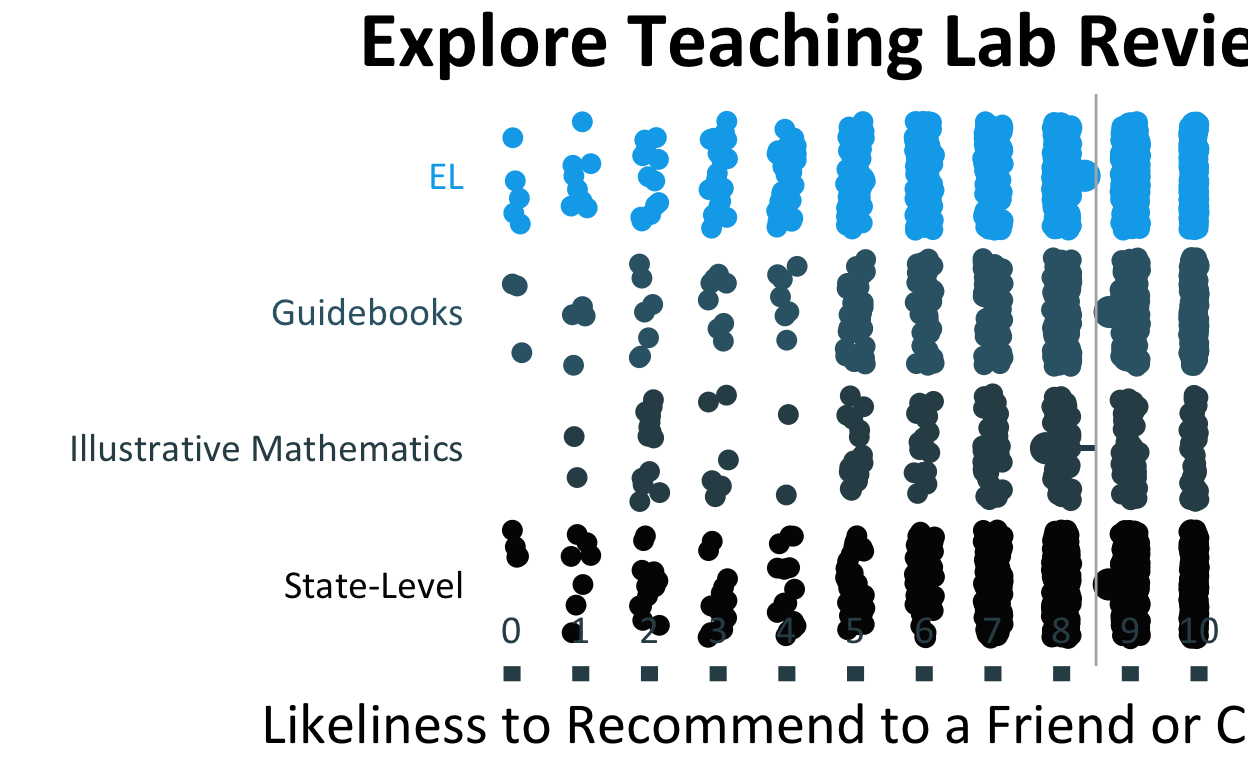 Explore Teaching Lab Revie
EL
Guidebooks
Illustrative Mathematics
State-Level
0 1 2 3 4 5 6 7 8 9 10
Likeliness to Recommend to a Friend or C